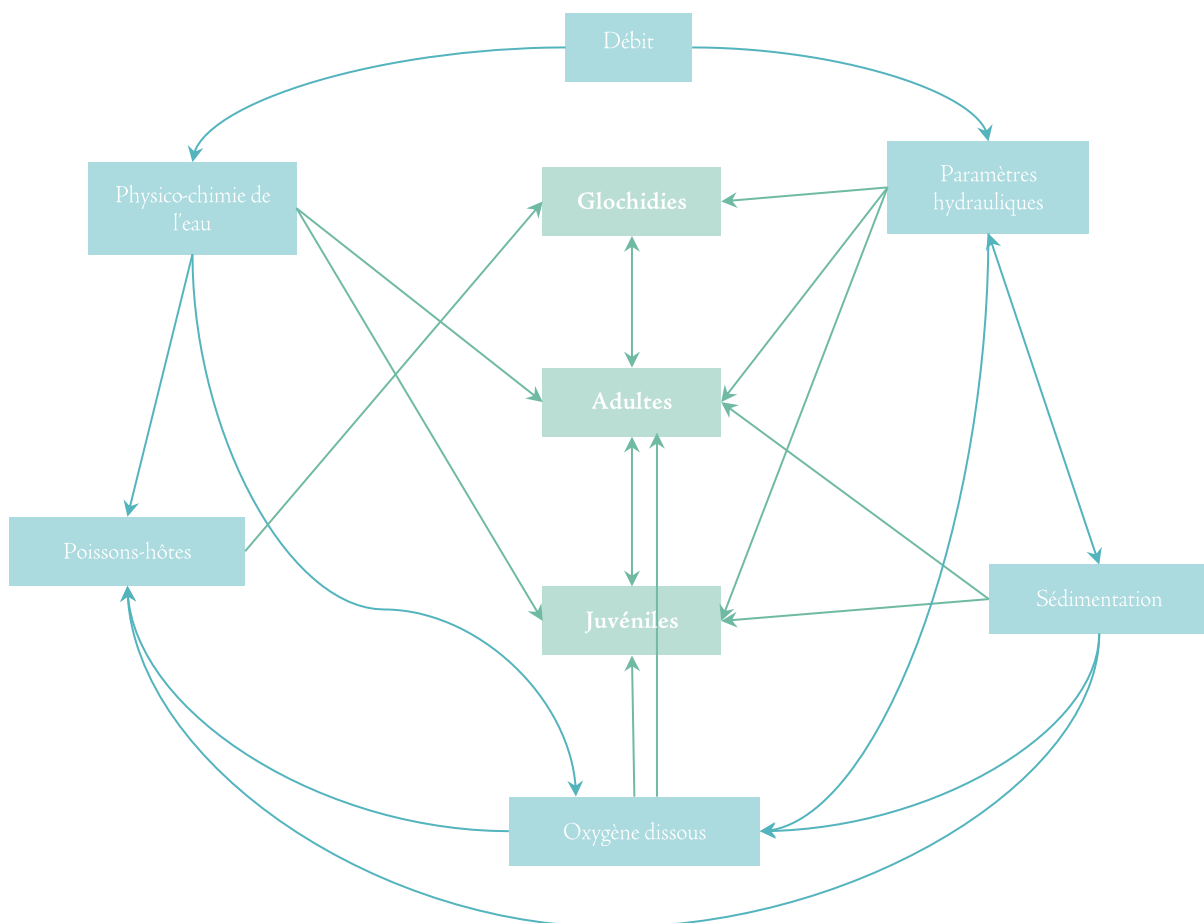 Débit
Physico-chimie de
l'eau
Glochidies
Paramètres
hydrauliques
Adultes
Poissons-hôtes
Juvéniles
Sédimentation
Oxygène dissous